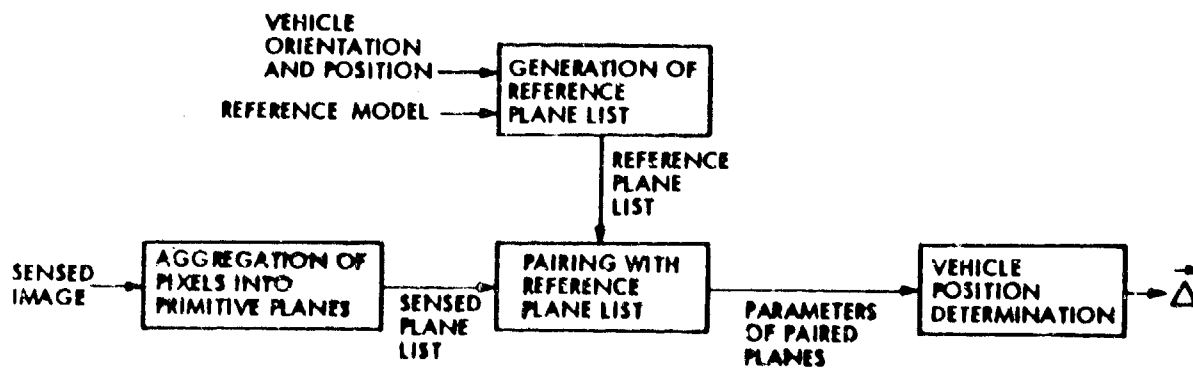 VEHICLE
ORIENTATION
AND POSITION
REFERENCE MODEL
GENERATION OF
REFERENCE
PLANE LIST
REFERENCE
PLANE
LIST
SENSED
IMAGE
AGGREGATION OF
PIXELS INTO
PRIMITIVE PLANES
SENSED
PLANE
LIST
PAIRING WITH
REFERENCE
PLANE LIST
PARAMETERS
OF PAIRED
PLANES
VEHICLE
POSITION
DETERMINATION
Δ